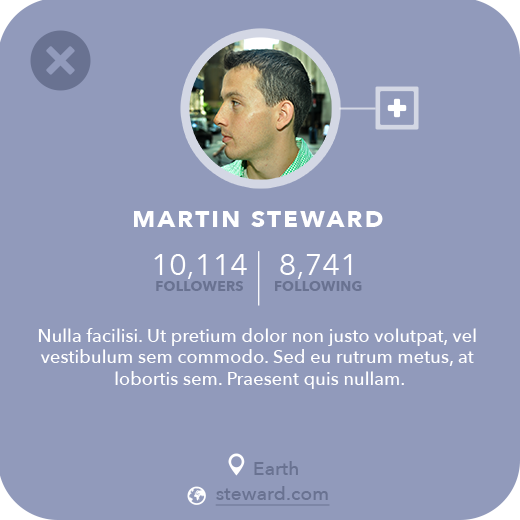 MARTIN STEWARD
10,114 8,741
FOLLOWERS FOLLOWING
Nulla facilisi. Ut pretium dolor non justo volutpat, vel
vestibulum sem commodo. Sed eu rutrum metus, at
lobortis sem. Praesent quis nullam.
Earth
steward.com